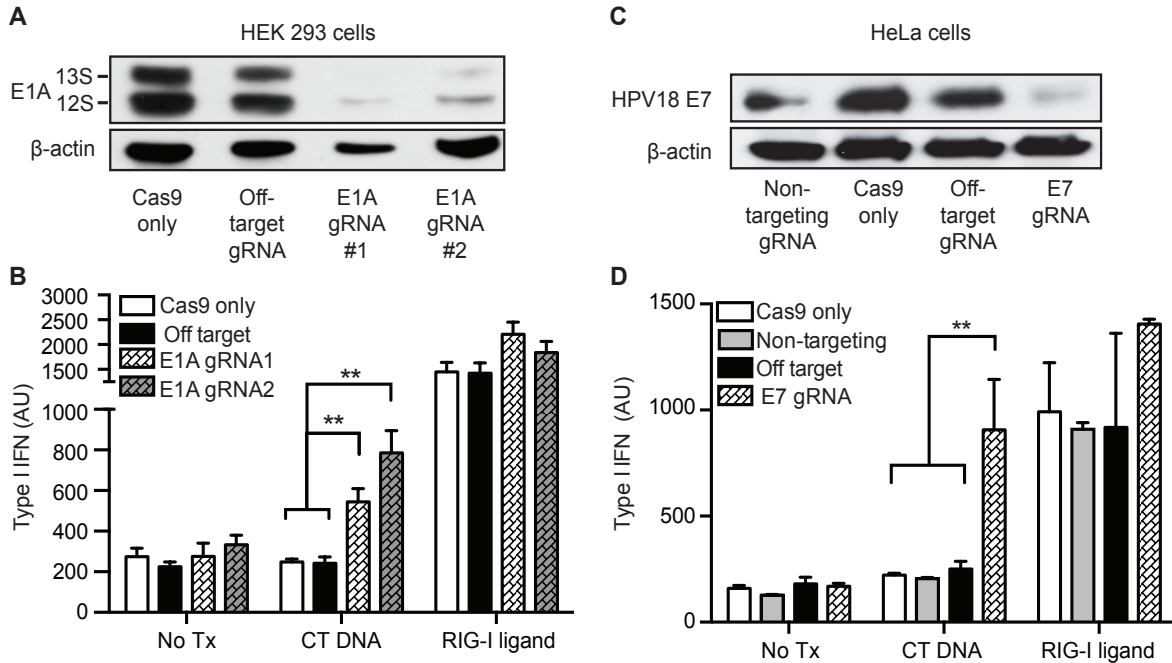 A
HEK 293 cells
E1A
13S
12S
β-actin
Cas9 only
Off-target gRNA
E1A gRNA #1
E1A gRNA #2
B
Type I IFN (AU)
3000
2500
2000
1500
1000
800
600
400
200
0
Cas9 only
Off target
E1A gRNA1
E1A gRNA2
**
**
No Tx
CT DNA
RIG-I ligand
C
HeLa cells
HPV18 E7
β-actin
Non-targeting gRNA
Cas9 only
Off-target gRNA
E7 gRNA
D
Type I IFN (AU)
1500
1000
500
0
Cas9 only
Non-targeting
Off target
E7 gRNA
**
No Tx
CT DNA
RIG-I ligand